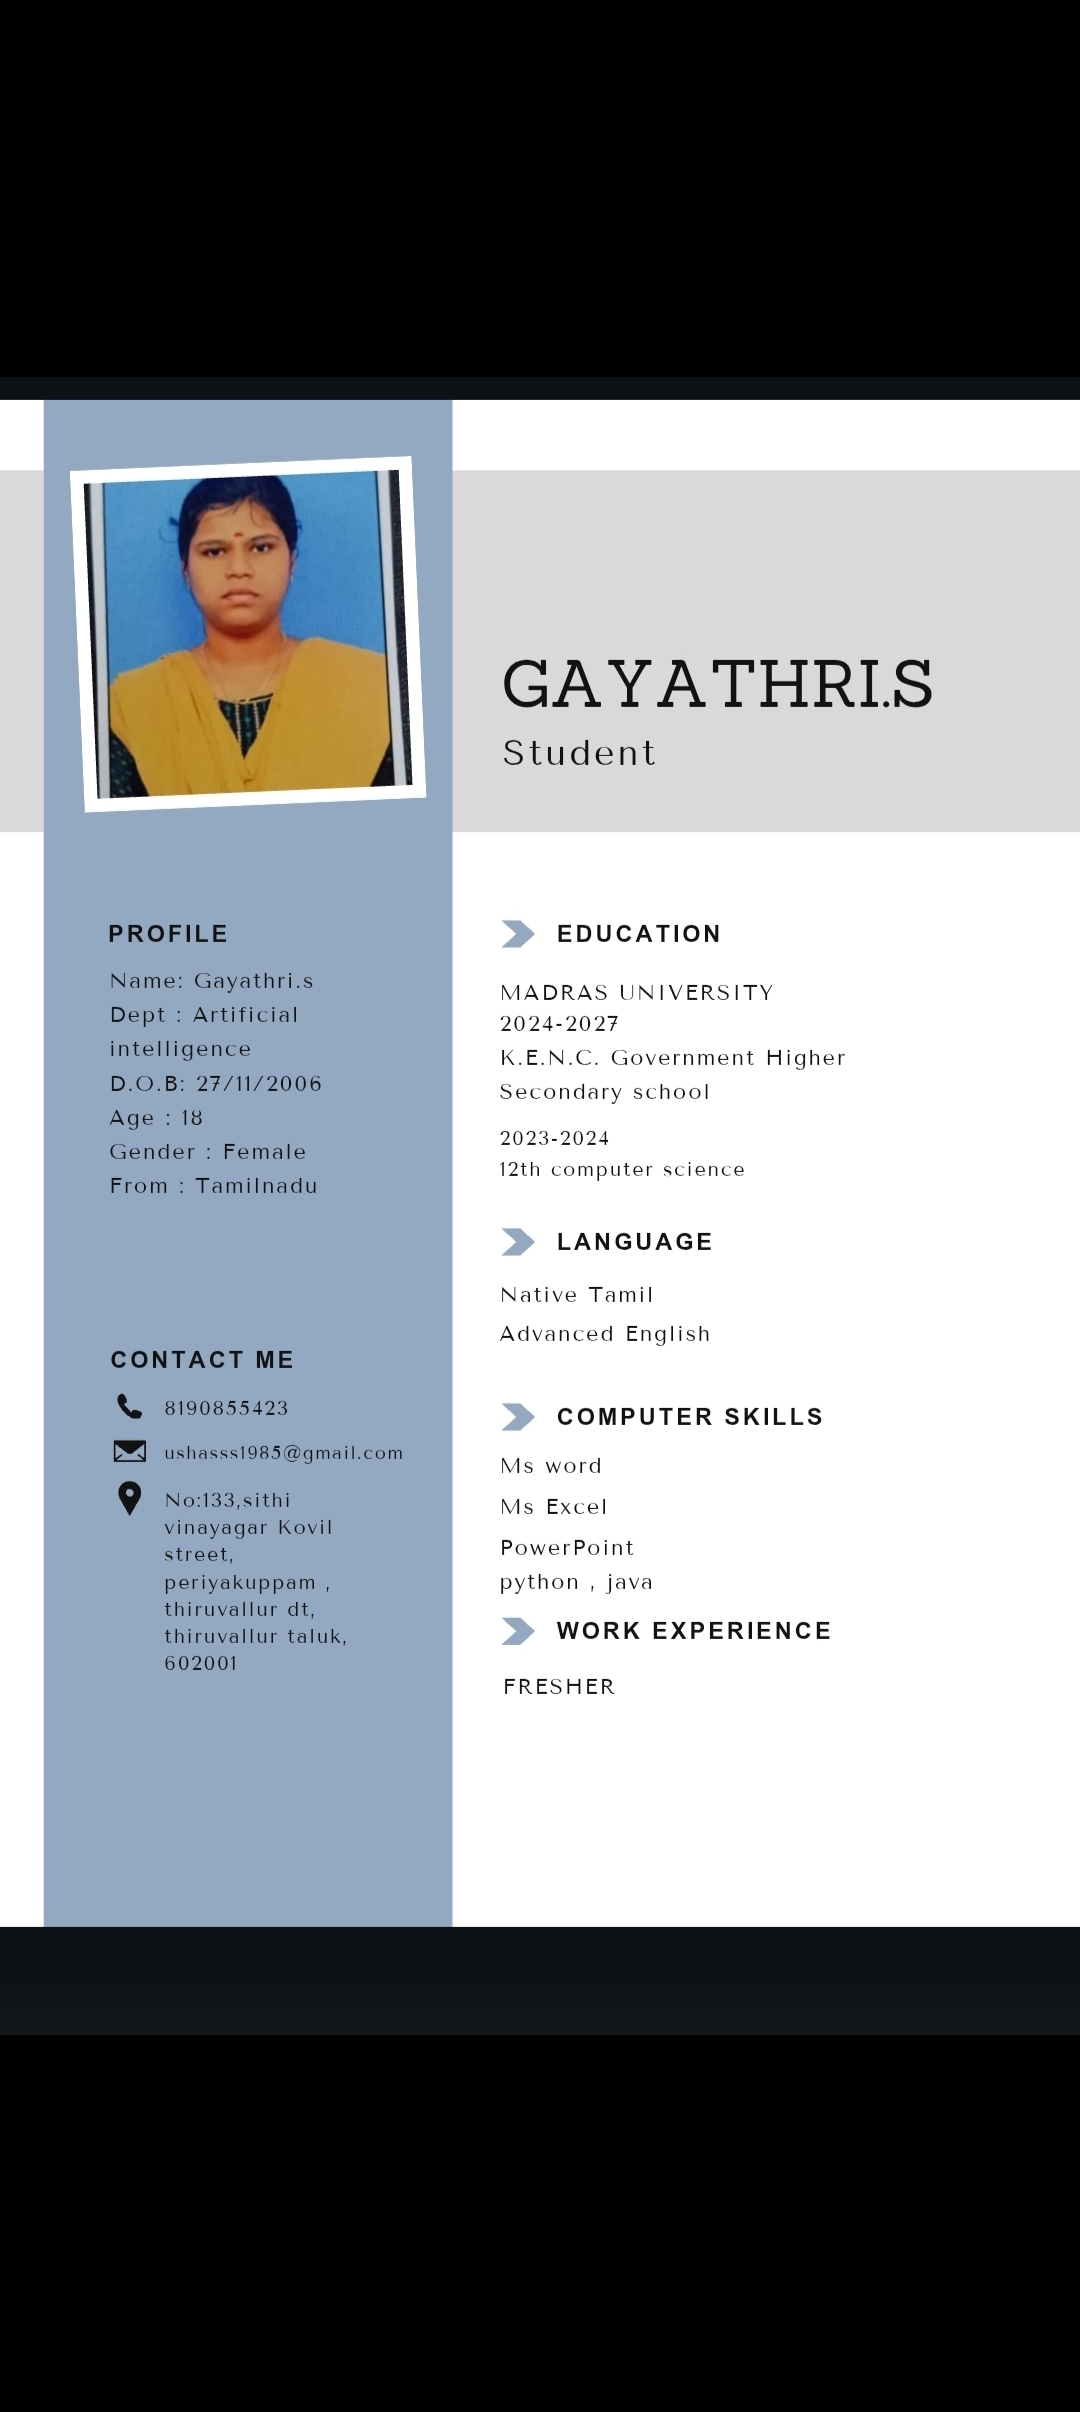 GAYATHRI.S
Student
PROFILE
Name: Gayathri.s
Dept : Artificial
intelligence
D.O.B: 27/11/2006
Age : 18
Gender : Female
From : Tamilnadu
CONTACT ME
8190855423
ushasss1985@gmail.com
No:133,sithi
vinayagar Kovil
street,
periyakuppam ,
thiruvallur dt,
thiruvallur taluk,
602001
EDUCATION
MADRAS UNIVERSITY
2024-2027
K.E.N.C. Government Higher
Secondary school
2023-2024
12th computer science
LANGUAGE
Native Tamil
Advanced English
COMPUTER SKILLS
Ms word
Ms Excel
PowerPoint
python , java
WORK EXPERIENCE
FRESHER